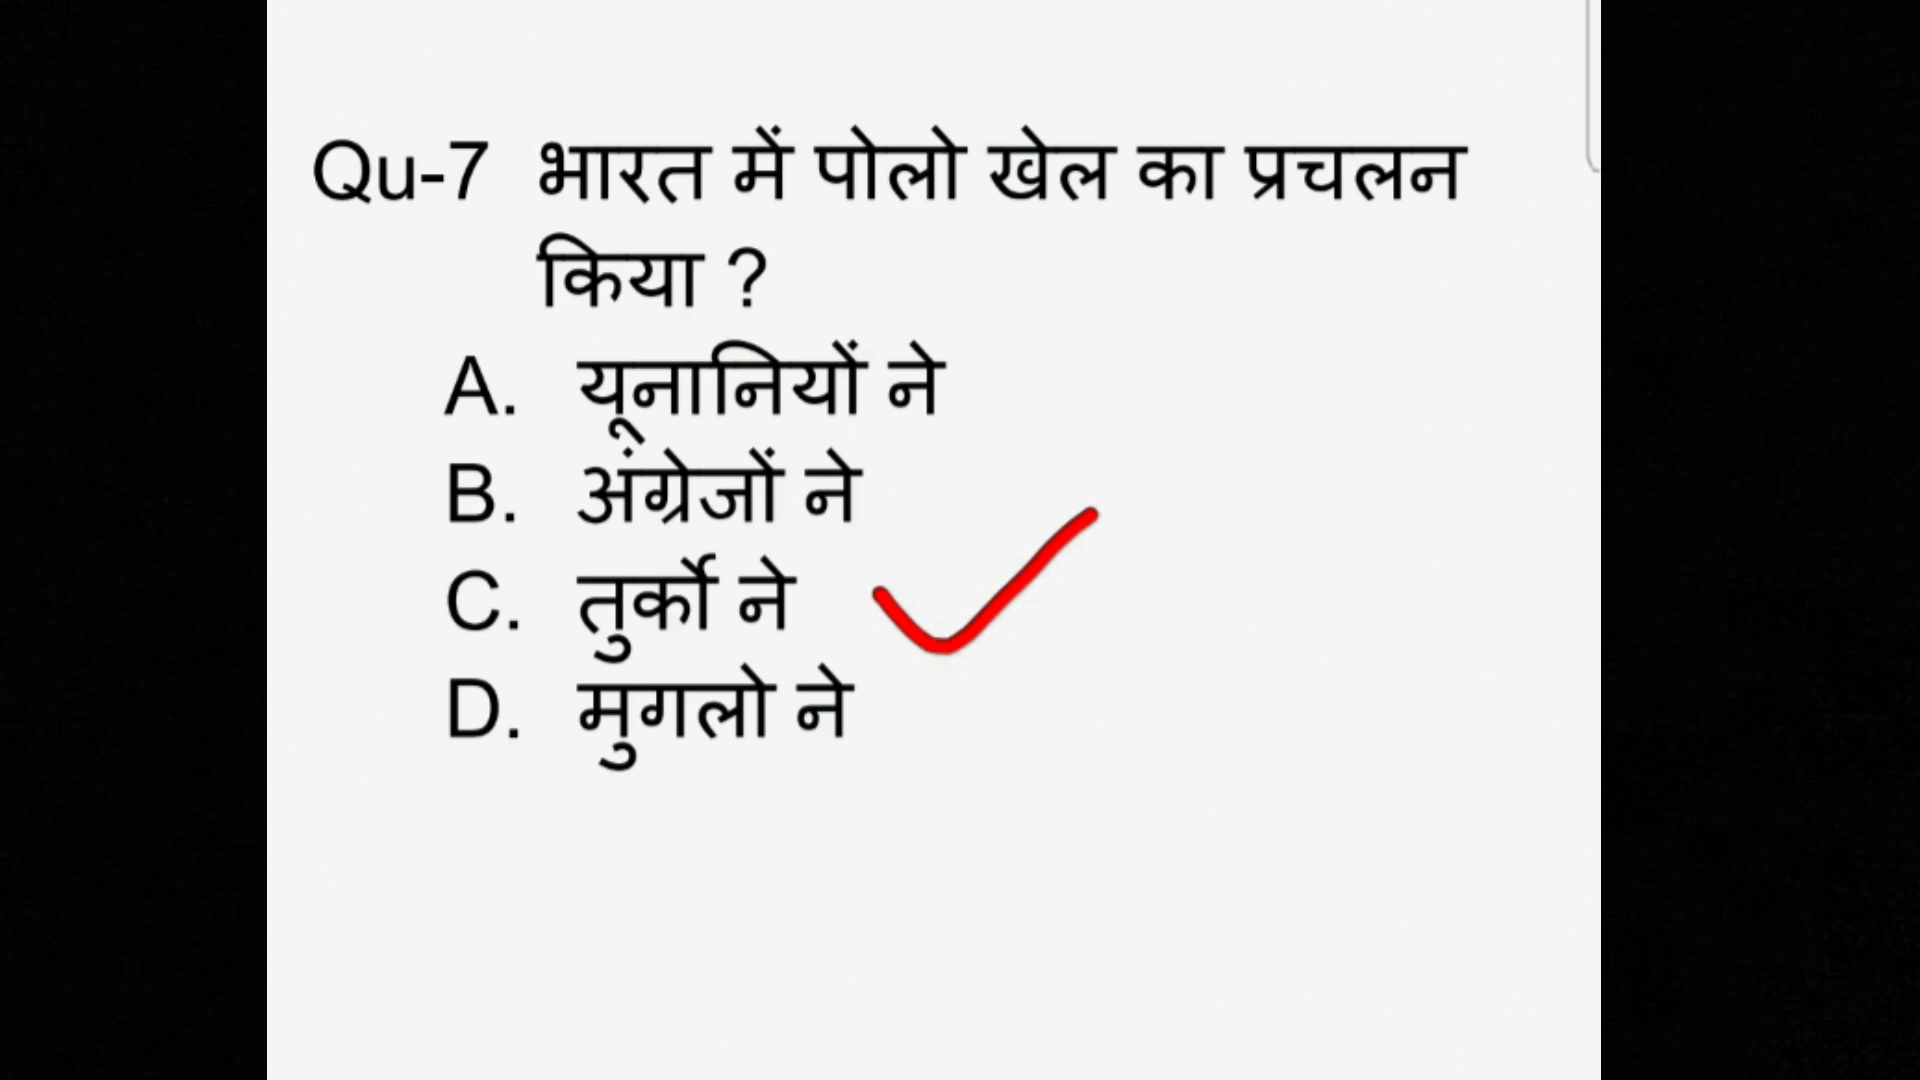 Qu-7 भारत में पोलो खेल का प्रचलन
किया ?
A. यूनानियों ने
B. अंग्रेजों ने
C. तुर्को ने
D. मुगलो ने